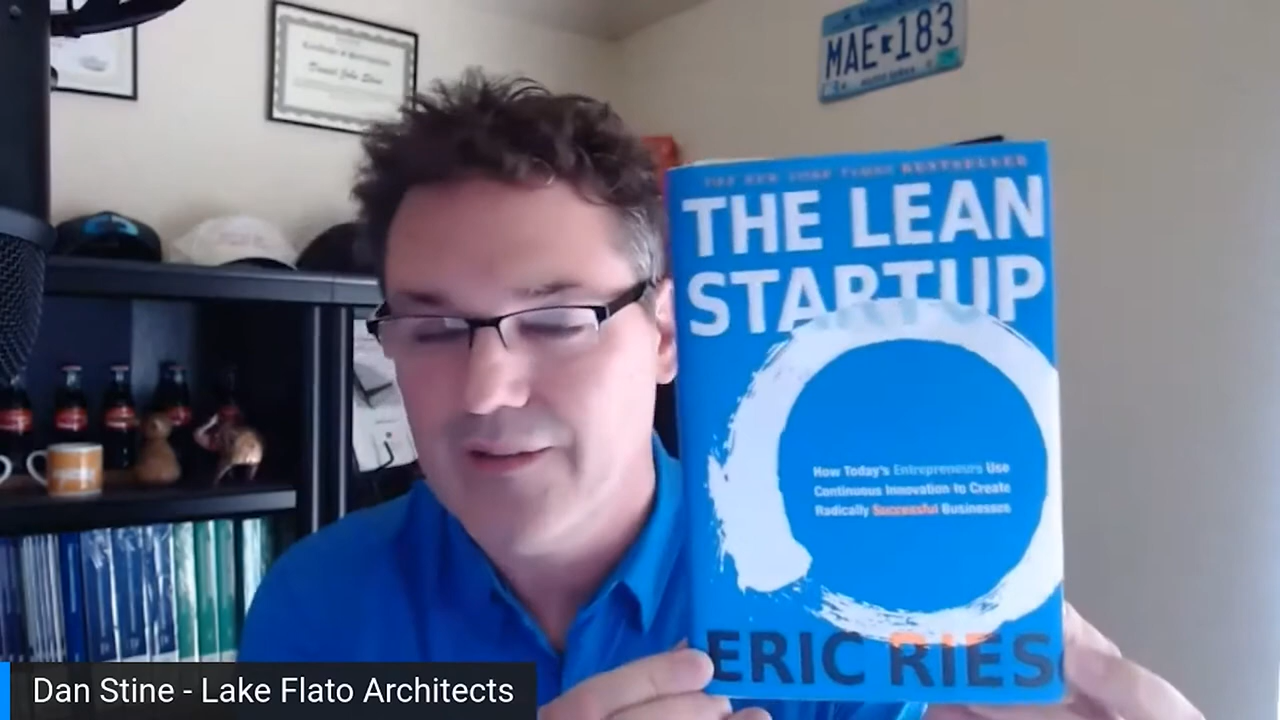 MAE 183
THE NEW YORK TIMES BESTSELLER
THE LEAN
STARTUP
How Today's Entrepreneurs Use
Continuous Innovation to Create
Radically Successful Businesses
ERIC RIES
Dan Stine - Lake Flato Architects